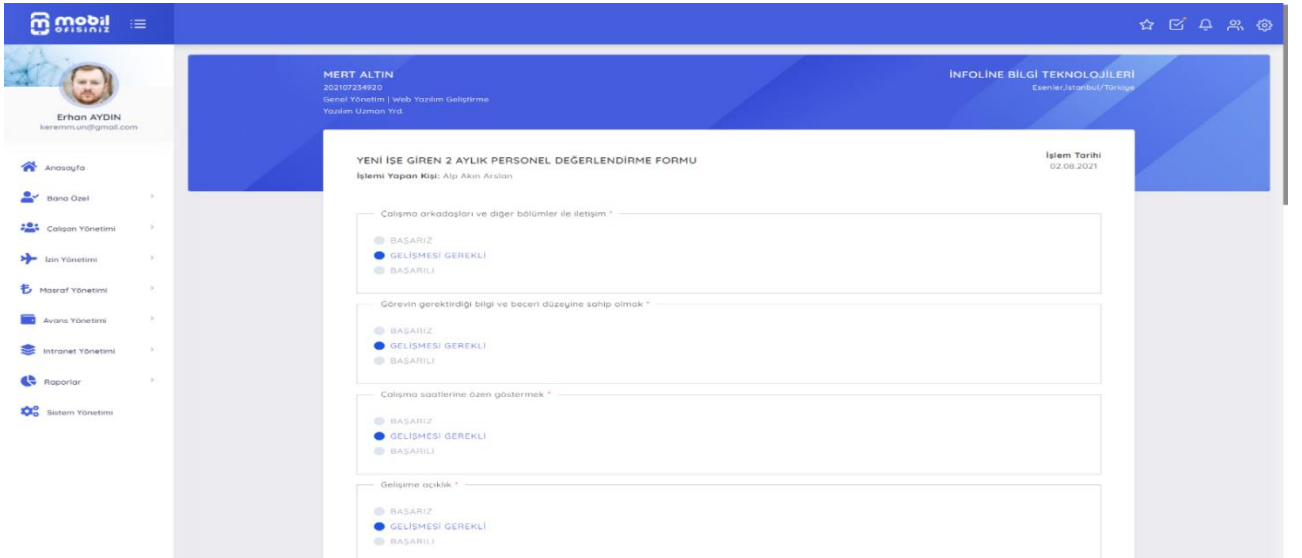 mobil
ofisiniz
Erhan AYDIN
keremm.un@gmail.com
Anasayfa
Bana Özel
Çalışan Yönetimi
İzin Yönetimi
Masraf Yönetimi
Avans Yönetimi
Intranet Yönetimi
Raporlar
Sistem Yönetimi
MERT ALTIN
202107234920
Genel Yönetim | Web Yazılım Geliştirme
Yazılım Uzman Yrd.
İNFOLİNE BİLGİ TEKNOLOJİLERİ
Esenler,İstanbul/Türkiye
YENİ İŞE GİREN 2 AYLIK PERSONEL DEĞERLENDİRME FORMU
İşlemi Yapan Kişi: Alp Akın Arslan
İşlem Tarihi
02.08.2021
Çalışma arkadaşları ve diğer bölümler ile iletişim *
BAŞARIZ
GELİŞMESİ GEREKLİ
BAŞARILI
Görevin gerektirdiği bilgi ve beceri düzeyine sahip olmak *
BAŞARIZ
GELİŞMESİ GEREKLİ
BAŞARILI
Çalışma saatlerine özen göstermek *
BAŞARIZ
GELİŞMESİ GEREKLİ
BAŞARILI
Gelişime açıklık *
BAŞARIZ
GELİŞMESİ GEREKLİ
BAŞARILI